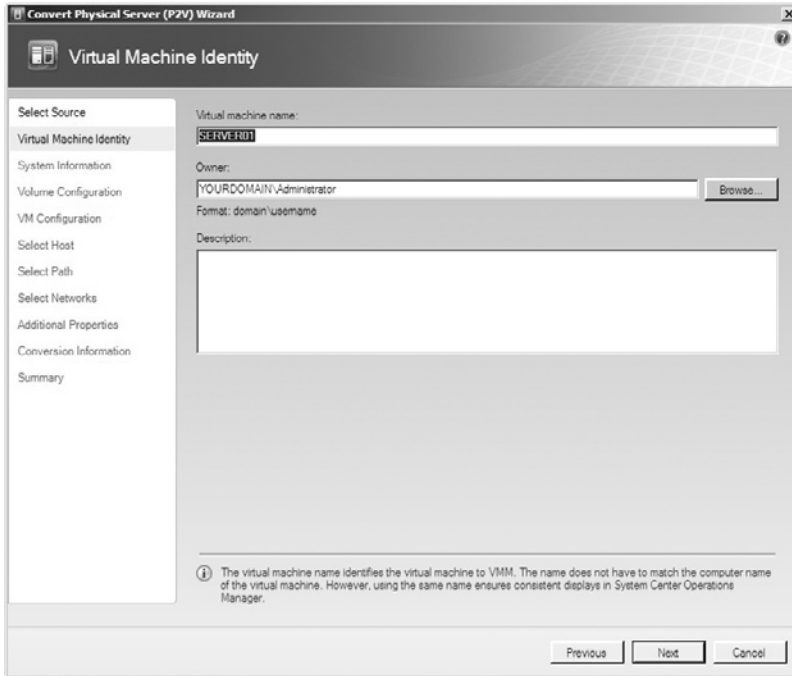 Convert Physical Server (P2V) Wizard
Virtual Machine Identity
Select Source
Virtual Machine Identity
System Information
Volume Configuration
VM Configuration
Select Host
Select Path
Select Networks
Additional Properties
Conversion Information
Summary
Virtual machine name:
SERVER01
Owner:
YOURDOMAIN\Administrator
Browse...
Format: domain\username
Description:
The virtual machine name identifies the virtual machine to VMM. The name does not have to match the computer name
of the virtual machine. However, using the same name ensures consistent displays in System Center Operations
Manager.
Previous
Next
Cancel